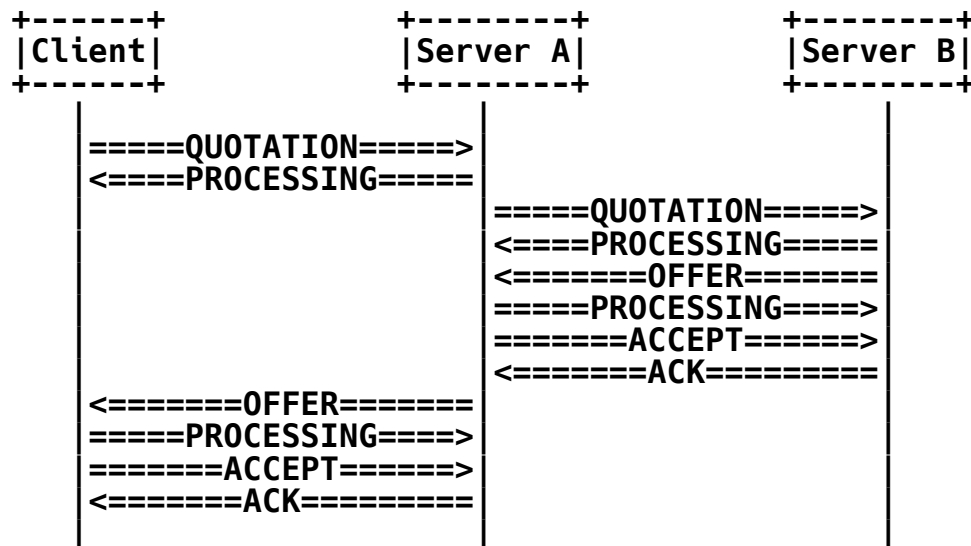 +------+ +--------+ +--------+
|Client| |Server A| |Server B|
+------+ +--------+ +--------+
=====QUOTATION=====>
<====PROCESSING=====
=====QUOTATION=====>
<====PROCESSING=====
<=======OFFER=======
=====PROCESSING====>
=======ACCEPT======>
<=======ACK=========
<=======OFFER=======
=====PROCESSING====>
=======ACCEPT======>
<=======ACK=========